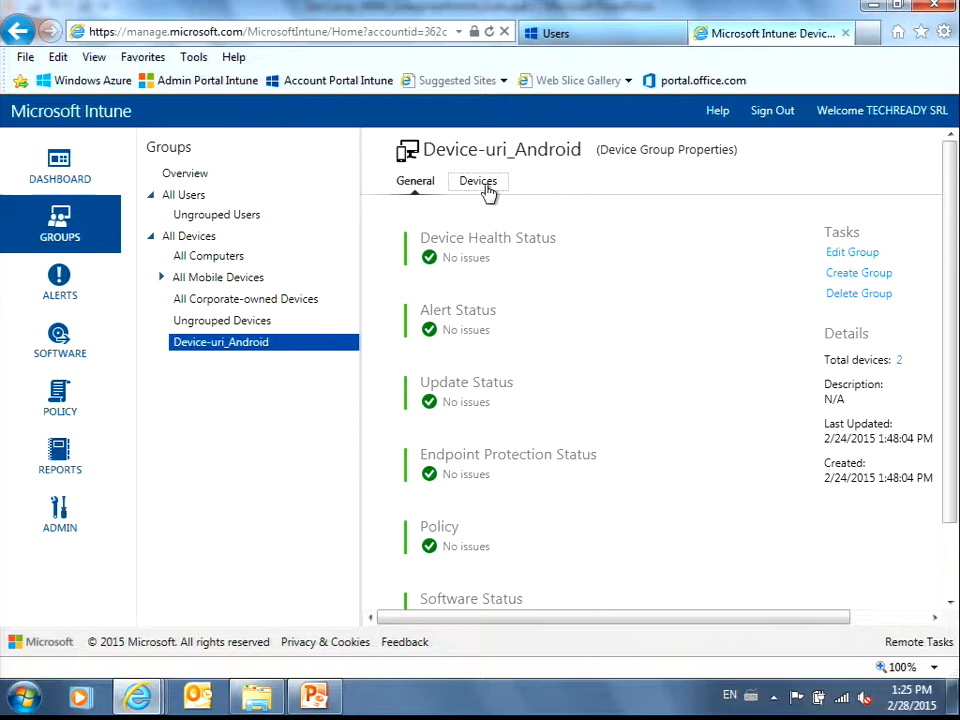 https://manage.microsoft.com/MicrosoftIntune/Home?accountid=362c
Users
Microsoft Intune: Devic...
File Edit View Favorites Tools Help
Windows Azure Admin Portal Intune Account Portal Intune Suggested Sites Web Slice Gallery portal.office.com
Microsoft Intune
Help Sign Out Welcome TECHREADY SRL
DASHBOARD
GROUPS
ALERTS
SOFTWARE
POLICY
REPORTS
ADMIN
Groups
Overview
All Users
Ungrouped Users
All Devices
All Computers
All Mobile Devices
All Corporate-owned Devices
Ungrouped Devices
Device-uri_Android
Device-uri_Android (Device Group Properties)
General Devices
Device Health Status
No issues
Alert Status
No issues
Update Status
No issues
Endpoint Protection Status
No issues
Policy
No issues
Software Status
Tasks
Edit Group
Create Group
Delete Group
Details
Total devices: 2
Description:
N/A
Last Updated:
2/24/2015 1:48:04 PM
Created:
2/24/2015 1:48:04 PM
Microsoft © 2015 Microsoft. All rights reserved Privacy & Cookies Feedback Remote Tasks
100%
EN
1:25 PM
2/28/2015